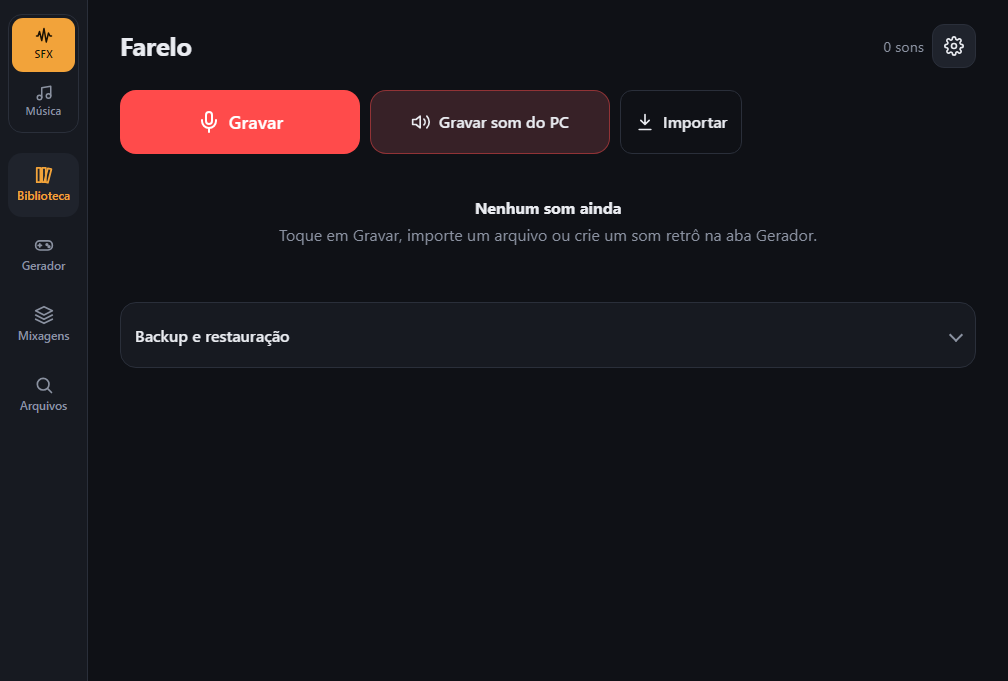 SFX
Música
Biblioteca
Gerador
Mixagens
Arquivos
Farelo
0 sons
Gravar
Gravar som do PC
Importar
Nenhum som ainda
Toque em Gravar, importe um arquivo ou crie um som retrô na aba Gerador.
Backup e restauração